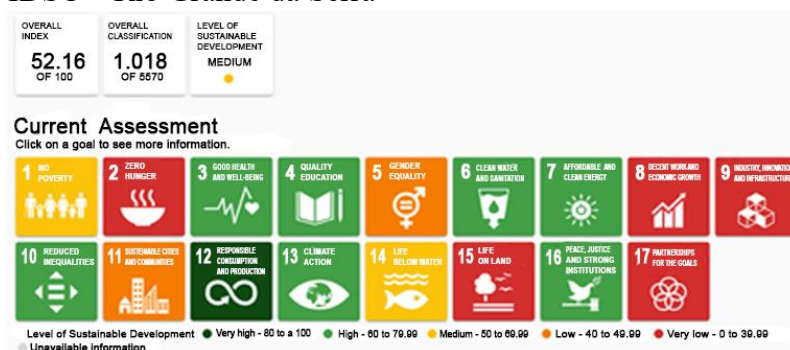 IDSC - Rio Grande da Serra
OVERALL
INDEX
52.16
OF 100
OVERALL
CLASSIFICATION
1.018
OF 5570
LEVEL OF
SUSTAINABLE
DEVELOPMENT
MEDIUM
Current Assessment
Click on a goal to see more information.
1 NO
POVERTY
2 ZERO
HUNGER
3 GOOD HEALTH
AND WELL-BEING
4 QUALITY
EDUCATION
5 GENDER
EQUALITY
6 CLEAN WATER
AND SANITATION
7 AFFORDABLE AND
CLEAN ENERGY
8 DECENT WORK AND
ECONOMIC GROWTH
9 INDUSTRY, INNOVATIO
AND INFRASTRUCTURE
10 REDUCED
INEQUALITIES
11 SUSTAINABLE CITIES
AND COMMUNITIES
12 RESPONSIBLE
CONSUMPTION
AND PRODUCTION
13 CLIMATE
ACTION
14 LIFE
BELOW WATER
15 LIFE
ON LAND
16 PEACE, JUSTICE
AND STRONG
INSTITUTIONS
17 PARTNERSHIPS
FOR THE GOALS
Level of Sustainable Development Very high - 80 to a 100 High - 60 to 79.99 Medium - 50 to 69.99 Low - 40 to 49.99 Very low - 0 to 39.99
Unavailable information